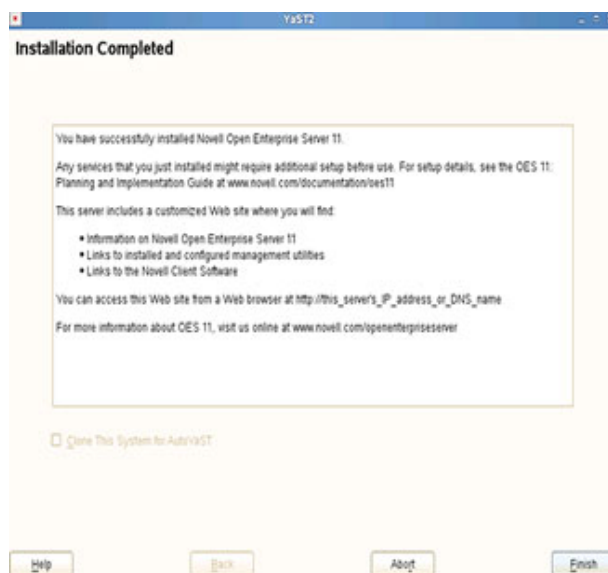 YaST2
Installation Completed
You have successfully installed Novell Open Enterprise Server 11.
Any services that you just installed might require additional setup before use. For setup details, see the OES 11:
Planning and Implementation Guide at www.novell.com/documentation/oes11
This server includes a customized Web site where you will find:
• Information on Novell Open Enterprise Server 11
• Links to installed and configured management utilities
• Links to the Novell Client Software
You can access this Web site from a Web browser at http://this_server's_IP_address_or_DNS_name
For more information about OES 11, visit us online at www.novell.com/openenterpriseserver
Clone This System for AutoYaST
Help
Back
Abort
Finish